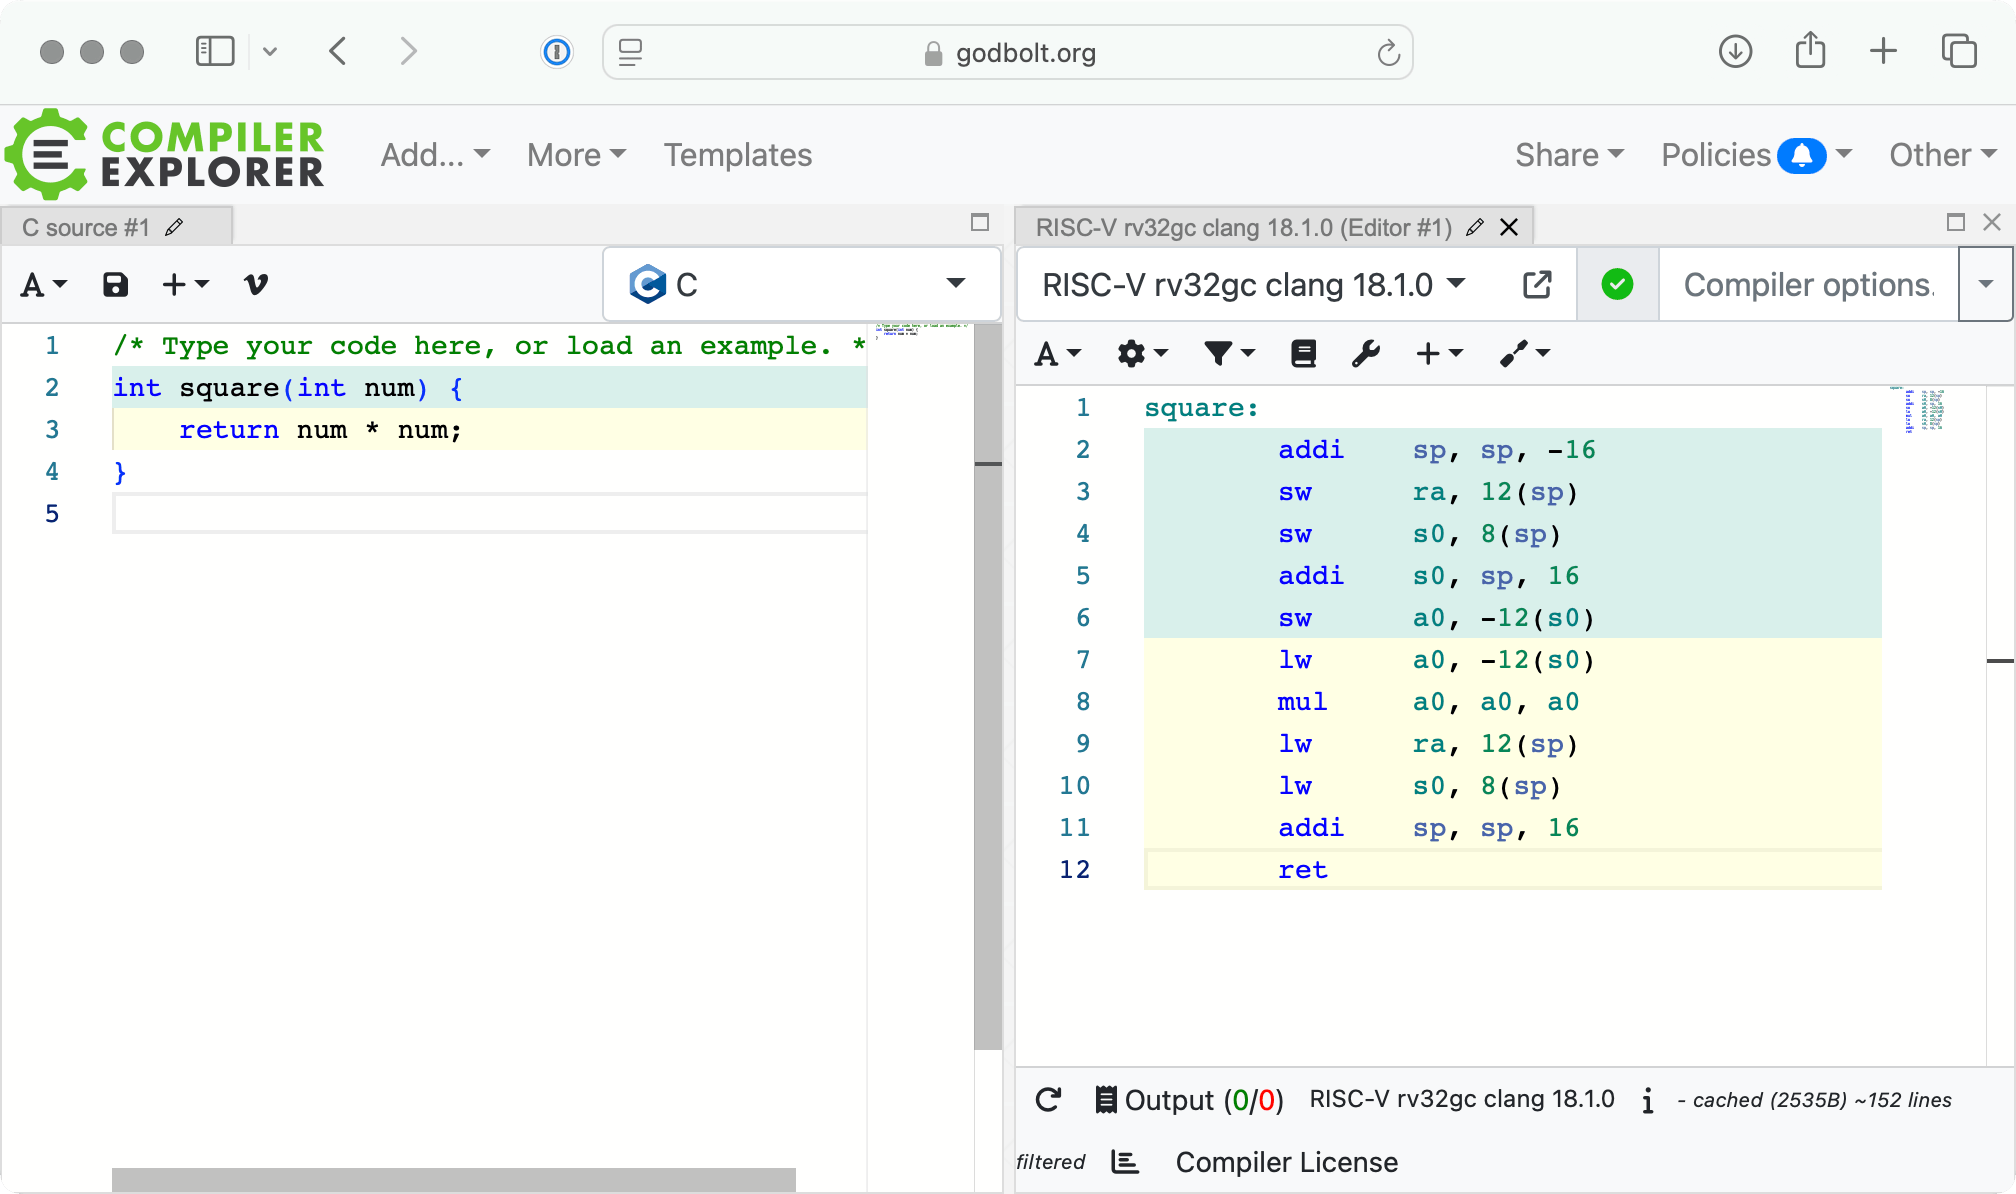 godbolt.org
COMPILER
EXPLORER
Add...
More
Templates
Share
Policies
Other
C source #1
RISC-V rv32gc clang 18.1.0 (Editor #1)
A
C
RISC-V rv32gc clang 18.1.0
Compiler options.
A
1 /* Type your code here, or load an example. *
2 int square(int num) {
3     return num * num;
4 }
5
1 square:
2         addi    sp, sp, -16
3         sw      ra, 12(sp)
4         sw      s0, 8(sp)
5         addi    s0, sp, 16
6         sw      a0, -12(s0)
7         lw      a0, -12(s0)
8         mul     a0, a0, a0
9         lw      ra, 12(sp)
10         lw      s0, 8(sp)
11         addi    sp, sp, 16
12         ret
Output (0/0) RISC-V rv32gc clang 18.1.0 - cached (2535B) ~152 lines
filtered Compiler License